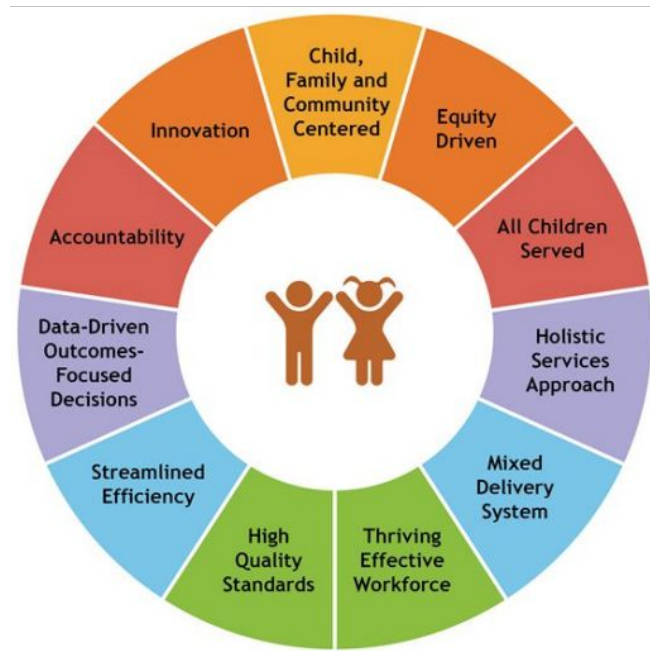 Child,
Family and
Community
Centered
Equity
Driven
All Children
Served
Holistic
Services
Approach
Mixed
Delivery
System
Thriving
Effective
Workforce
High
Quality
Standards
Streamlined
Efficiency
Data-Driven
Outcomes-
Focused
Decisions
Accountability
Innovation